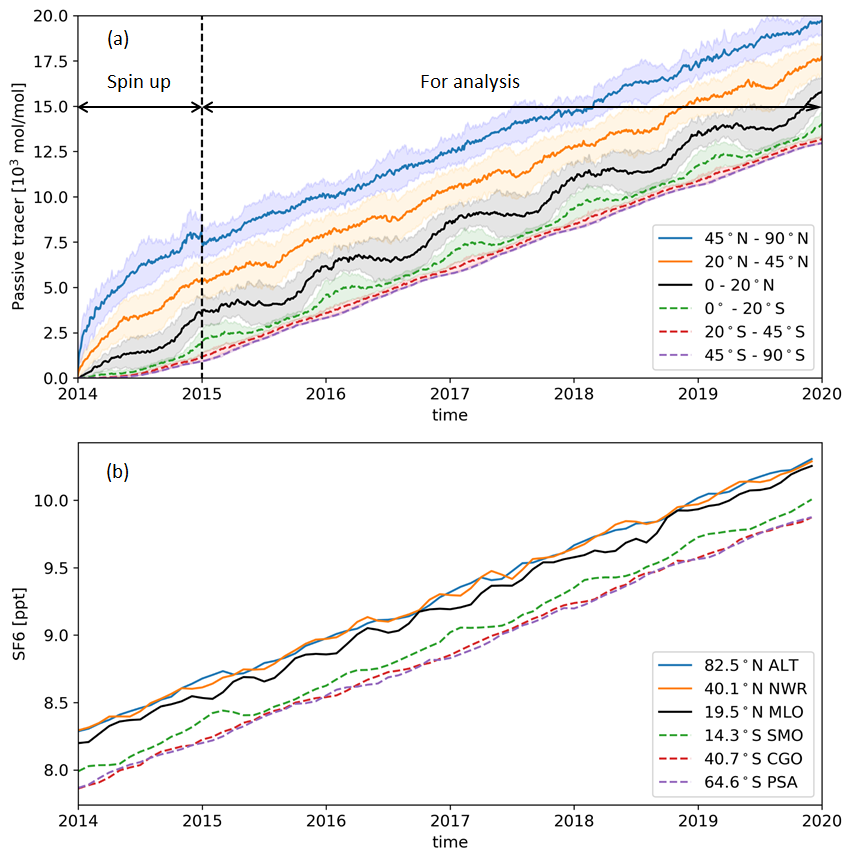 (a)
Spin up
For analysis
Passive tracer [10³ mol/mol]
20.0
17.5
15.0
12.5
10.0
7.5
5.0
2.5
0.0
45°N - 90°N
20°N - 45°N
0 - 20°N
0° - 20°S
20°S - 45°S
45°S - 90°S
2014 2015 2016 2017 2018 2019 2020
time
(b)
SF6 [ppt]
10.0
9.5
9.0
8.5
8.0
82.5°N ALT
40.1°N NWR
19.5°N MLO
14.3°S SMO
40.7°S CGO
64.6°S PSA
2014 2015 2016 2017 2018 2019 2020
time